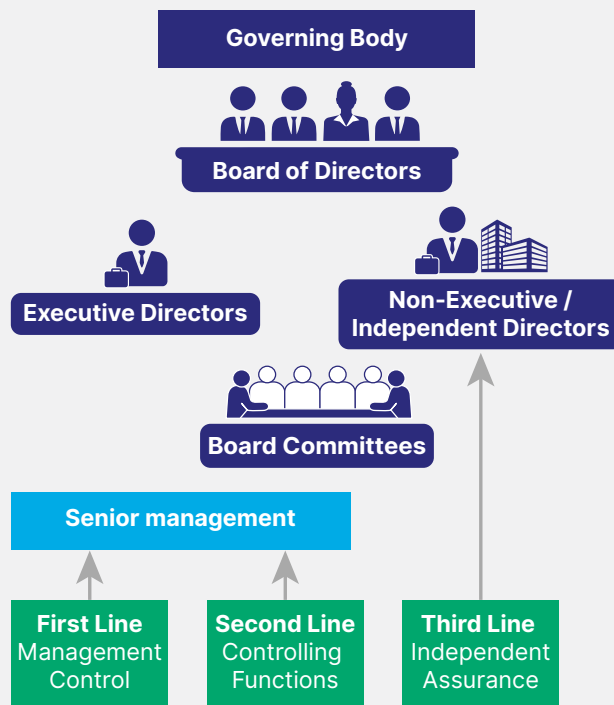 Governing Body
Board of Directors
Executive Directors
Non-Executive /
Independent Directors
Board Committees
Senior management
First Line
Management
Control
Second Line
Controlling
Functions
Third Line
Independent
Assurance